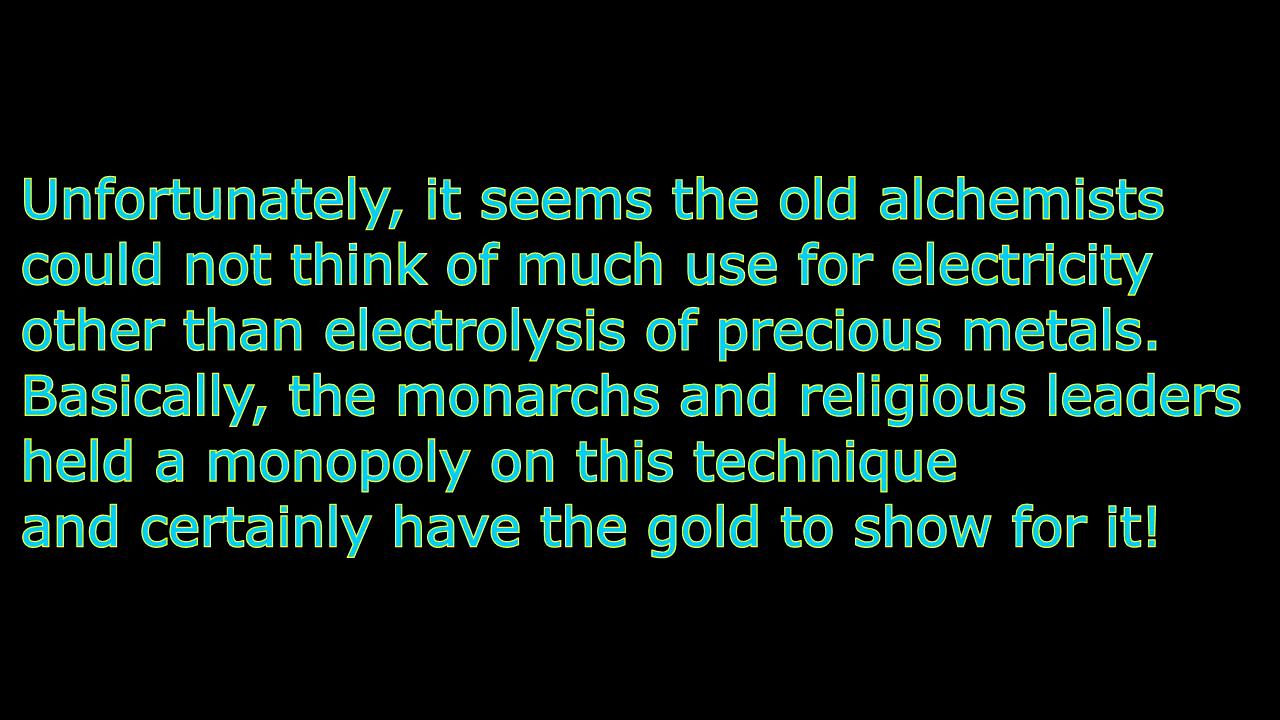 Unfortunately, it seems the old alchemists
could not think of much use for electricity
other than electrolysis of precious metals.
Basically, the monarchs and religious leaders
held a monopoly on this technique
and certainly have the gold to show for it!